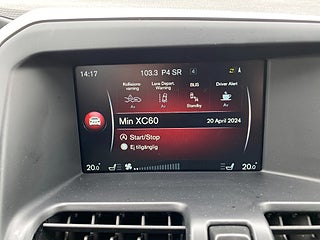 14:17 103.3 P4 SR 4
Kollisions- Lane Depart. BLIS Driver Alert
varning Warning
Av Av Standby Av
Min XC60 20 April 2024
Start/Stop
Ej tillgänglig
20.0° 20.0°